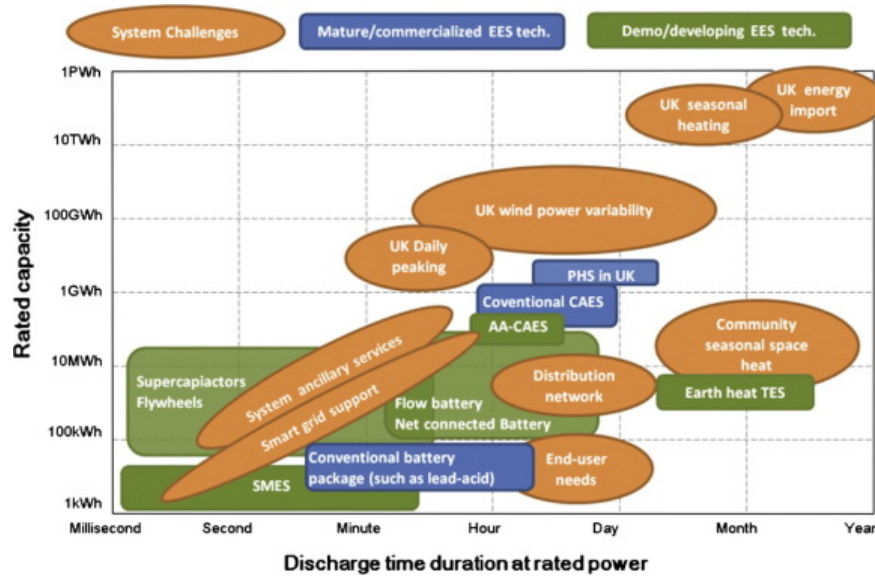 System Challenges
Mature/commercialized EES tech.
Demo/developing EES tech.
1PWh
10TWh
100GWh
1GWh
10MWh
100kWh
1kWh
Rated capacity
UK energy
import
UK seasonal
heating
UK wind power variability
UK Daily
peaking
PHS in UK
Coventional CAES
AA-CAES
Community
seasonal space
heat
Supercapiactors
Flywheels
System ancillary services
Smart grid support
Distribution
network
Earth heat TES
Flow battery
Net connected Battery
Conventional battery
package (such as lead-acid)
End-user
needs
SMES
Millisecond
Second
Minute
Hour
Day
Month
Year
Discharge time duration at rated power